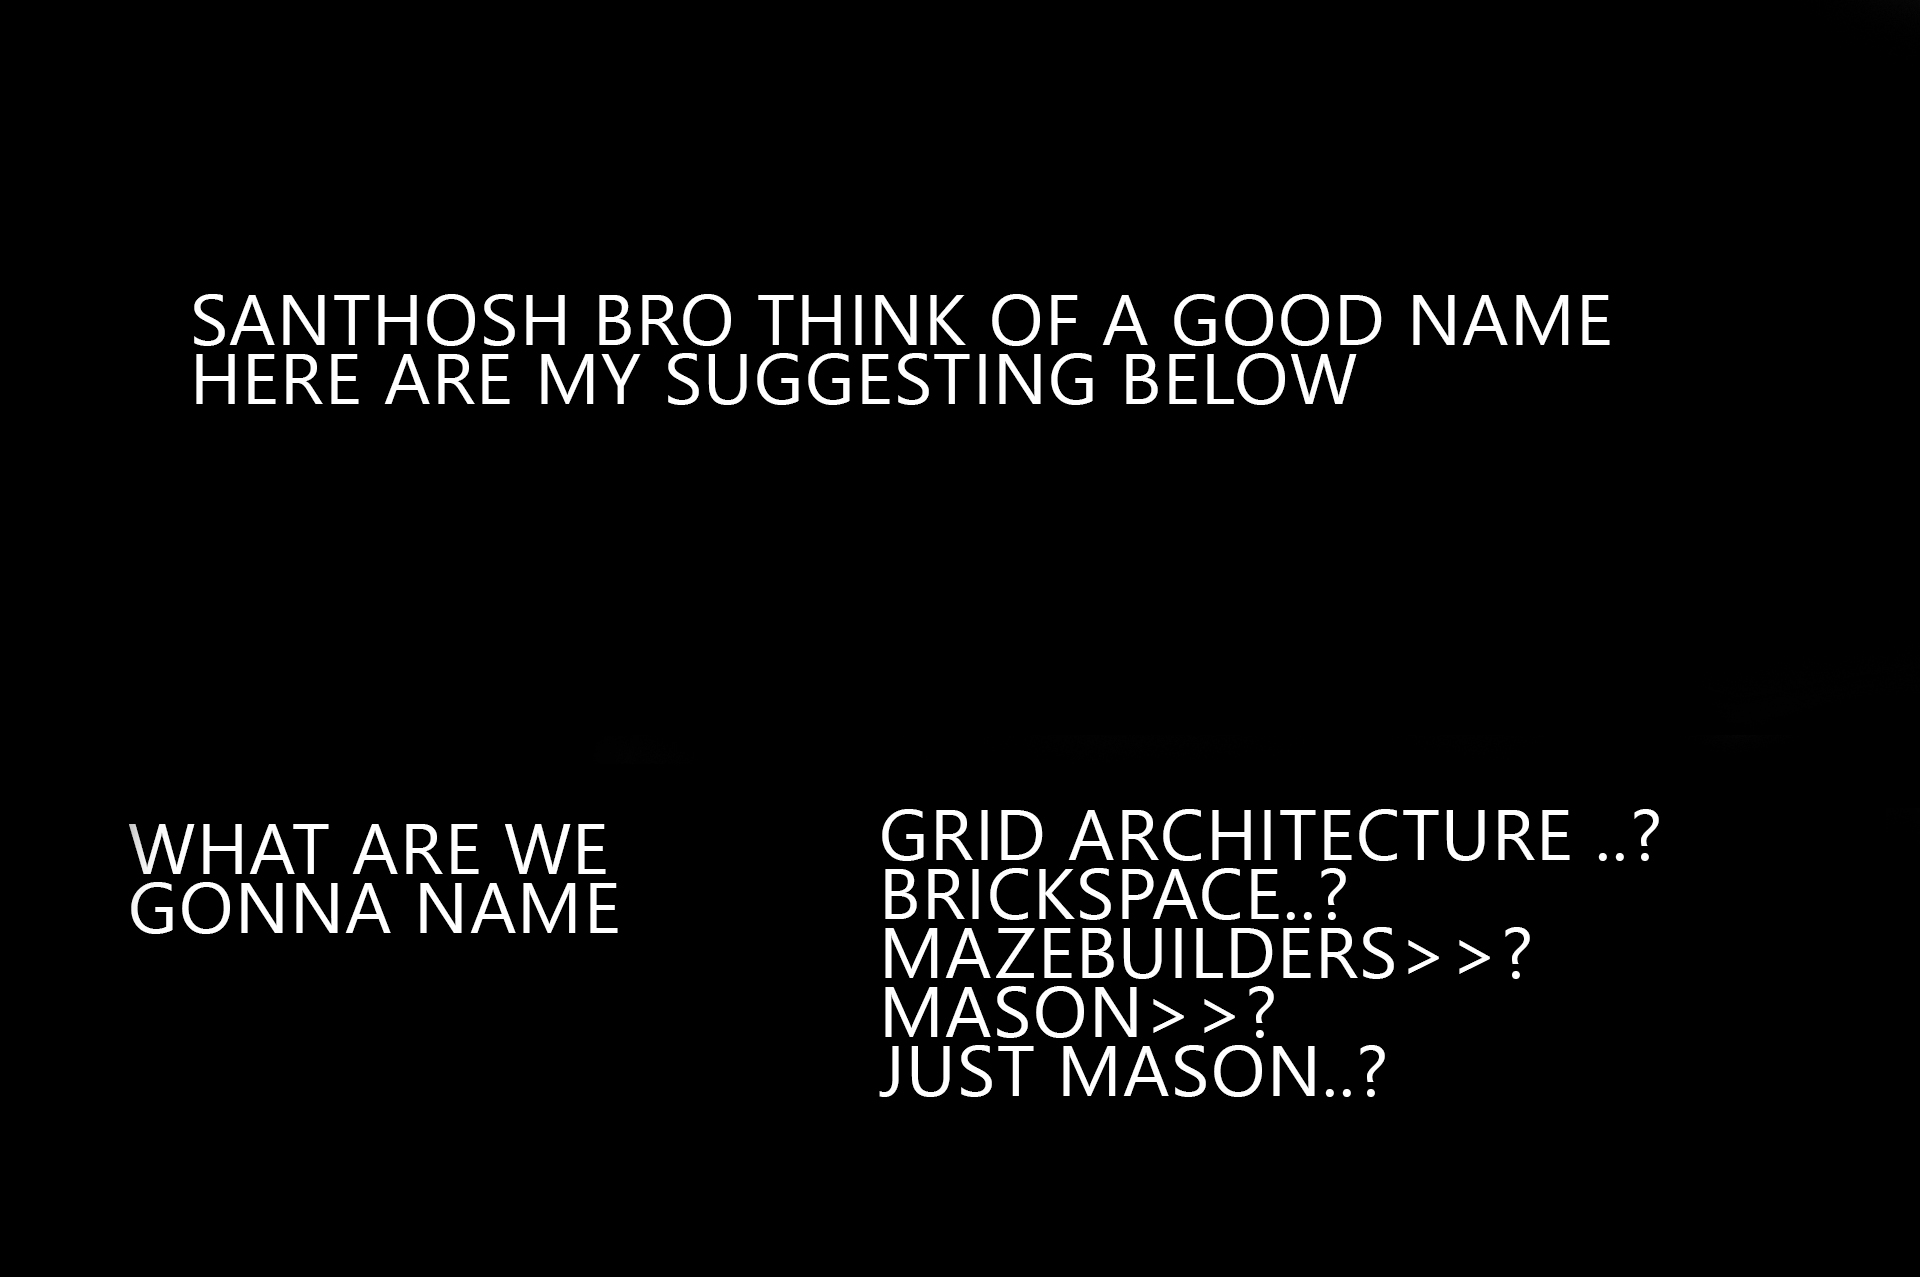 SANTHOSH BRO THINK OF A GOOD NAME
HERE ARE MY SUGGESTING BELOW
WHAT ARE WE
GONNA NAME
GRID ARCHITECTURE ..?
BRICKSPACE..?
MAZEBUILDERS>>?
MASON>>?
JUST MASON..?